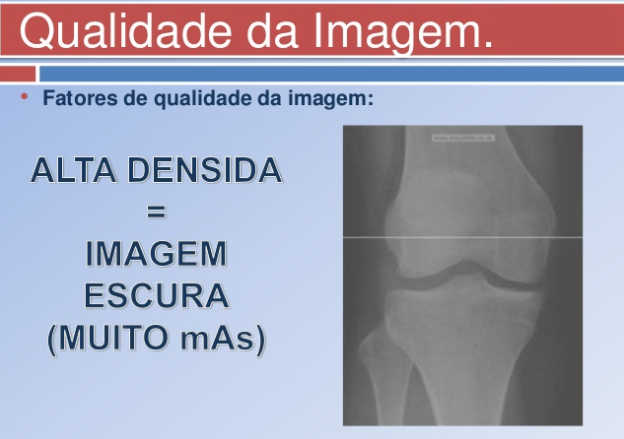 Qualidade da Imagem.
• Fatores de qualidade da imagem:
ALTA DENSIDA
=
IMAGEM
ESCURA
(MUITO mAs)